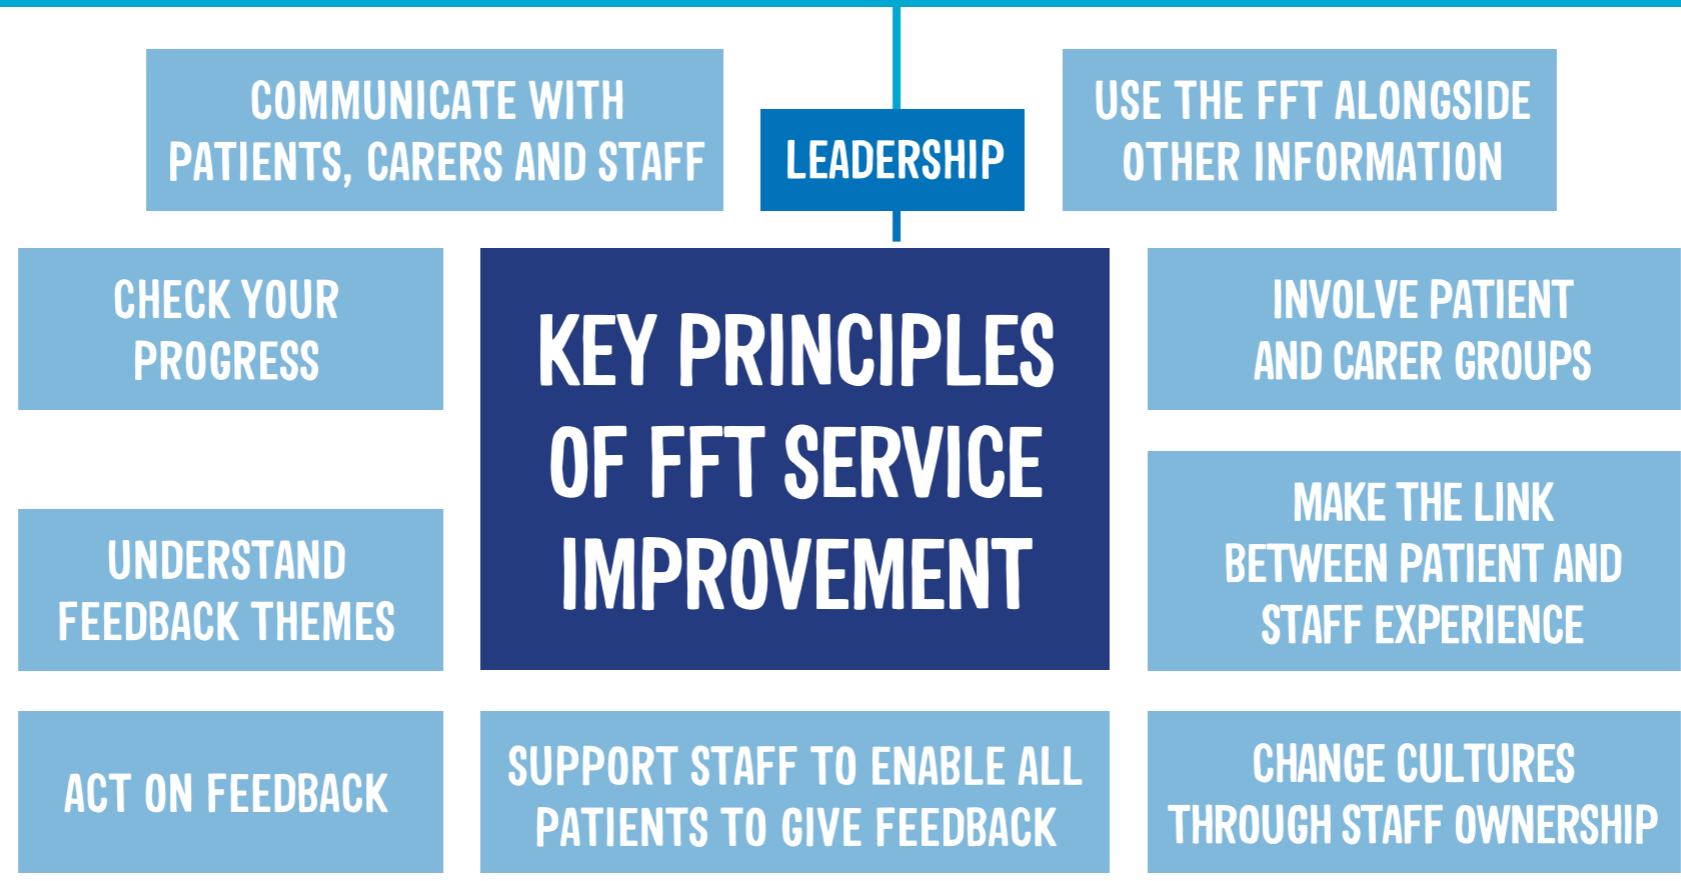 COMMUNICATE WITH
PATIENTS, CARERS AND STAFF
LEADERSHIP
USE THE FFT ALONGSIDE
OTHER INFORMATION
CHECK YOUR
PROGRESS
KEY PRINCIPLES
OF FFT SERVICE
IMPROVEMENT
INVOLVE PATIENT
AND CARER GROUPS
UNDERSTAND
FEEDBACK THEMES
MAKE THE LINK
BETWEEN PATIENT AND
STAFF EXPERIENCE
ACT ON FEEDBACK
SUPPORT STAFF TO ENABLE ALL
PATIENTS TO GIVE FEEDBACK
CHANGE CULTURES
THROUGH STAFF OWNERSHIP